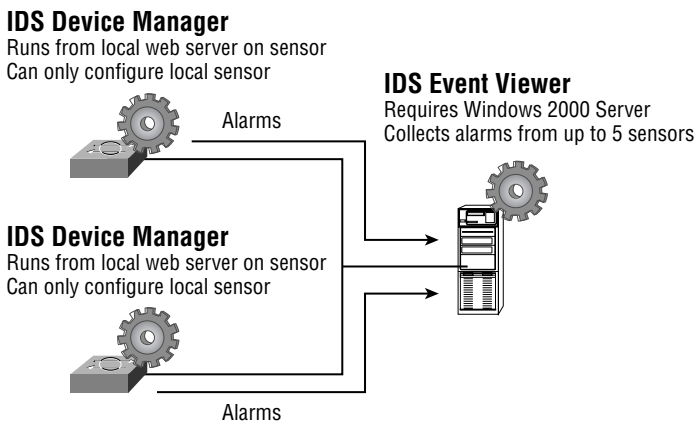 IDS Device Manager
Runs from local web server on sensor
Can only configure local sensor
IDS Event Viewer
Requires Windows 2000 Server
Collects alarms from up to 5 sensors
Alarms
IDS Device Manager
Runs from local web server on sensor
Can only configure local sensor
Alarms